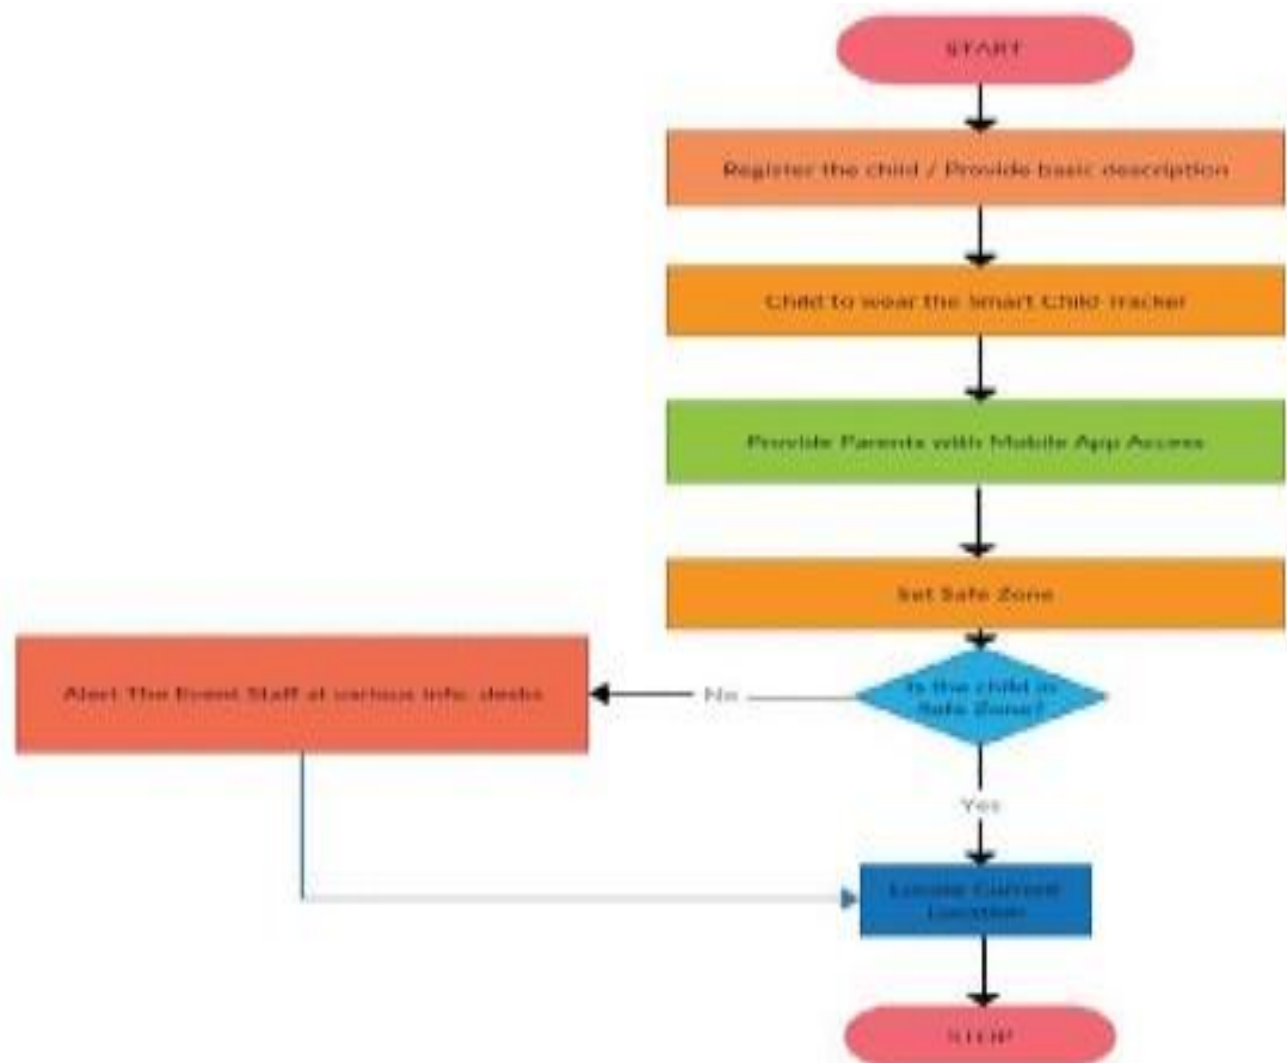 START
Register the child / Provide basic description
Child to wear the Smart Child Tracker
Provide Parents with Mobile App Access
Set Safe Zone
Alert The Event Staff at various info. desks
No
Is the child in
Safe Zone?
Yes
Locate Current
Location
STOP